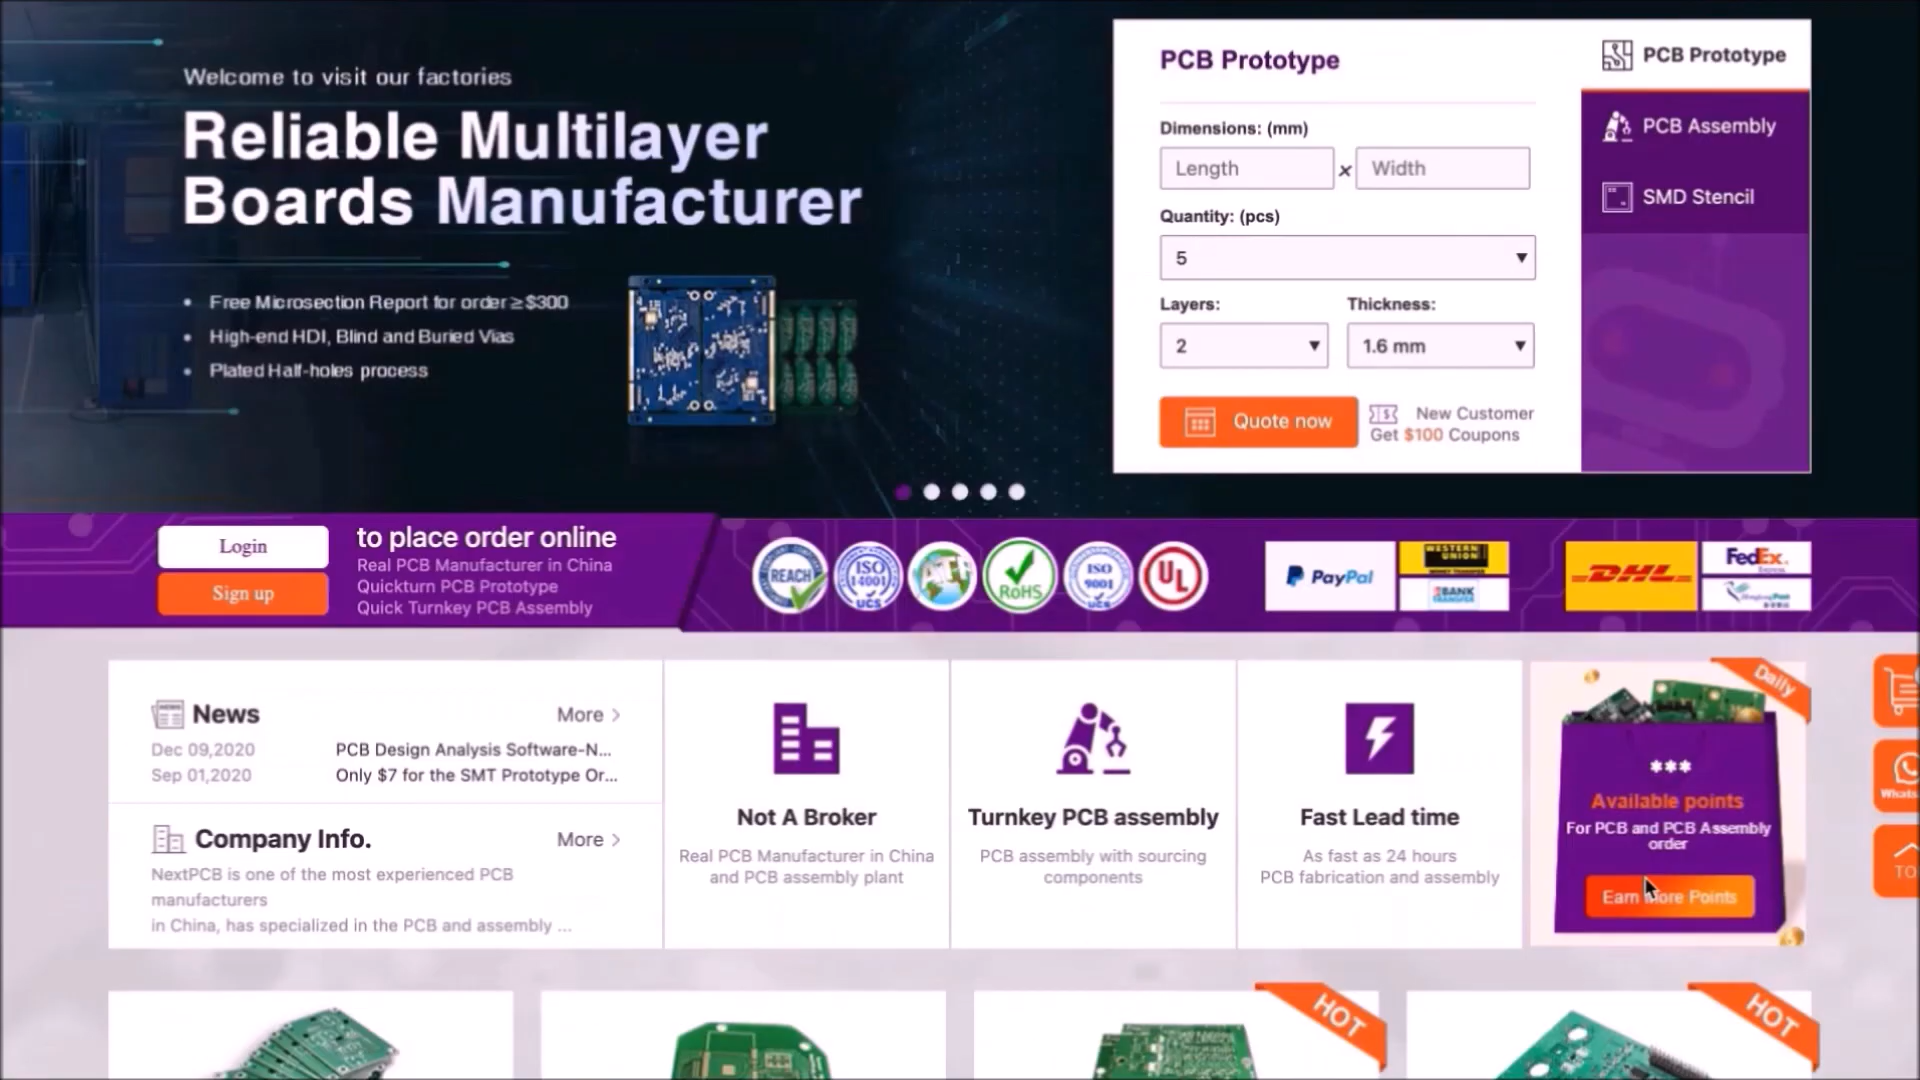 Welcome to visit our factories
Reliable Multilayer
Boards Manufacturer
Free Microsection Report for order ≥ $300
High-end HDI, Blind and Buried Vias
Plated Half-holes process
PCB Prototype
Dimensions: (mm)
Length x Width
Quantity: (pcs)
5
Layers: Thickness:
2 1.6 mm
Quote now
New Customer
Get $100 Coupons
PCB Prototype
PCB Assembly
SMD Stencil
Login
Sign up
to place order online
Real PCB Manufacturer in China
Quickturn PCB Prototype
Quick Turnkey PCB Assembly
REACH
ISO
14001
UCS
RoHS
ISO
9001
UCS
UL
PayPal
WESTERN
UNION
BANK
TRANSFER
DHL
FedEx
Express
News More >
Dec 09,2020 PCB Design Analysis Software-N...
Sep 01,2020 Only $7 for the SMT Prototype Or...
Company Info. More >
NextPCB is one of the most experienced PCB
manufacturers
in China, has specialized in the PCB and assembly ...
Not A Broker
Real PCB Manufacturer in China
and PCB assembly plant
Turnkey PCB assembly
PCB assembly with sourcing
components
Fast Lead time
As fast as 24 hours
PCB fabrication and assembly
Daily
***
Available points
For PCB and PCB Assembly
order
Earn More Points
Whats
TO
HOT
HOT